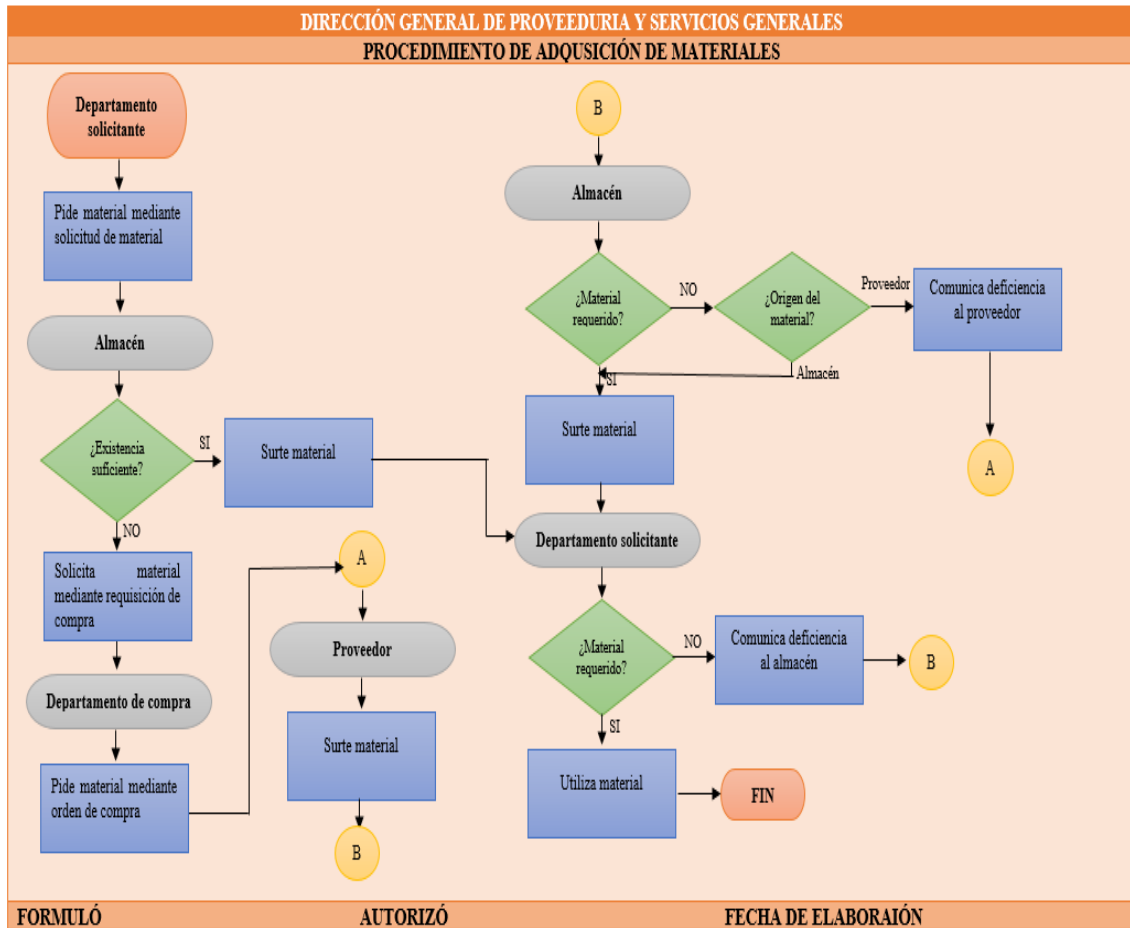 DIRECCIÓN GENERAL DE PROVEEDURIA Y SERVICIOS GENERALES
PROCEDIMIENTO DE ADQUSICIÓN DE MATERIALES
Departamento
solicitante
Pide material mediante
solicitud de material
Almacén
¿Existencia
suficiente?
SI
Surte material
NO
Solicita material
mediante requisición de
compra
Departamento de compra
Pide material mediante
orden de compra
A
Proveedor
Surte material
B
B
Almacén
¿Material
requerido?
NO
¿Origen del
material?
Proveedor
Comunica deficiencia
al proveedor
A
Almacén
SI
Surte material
Departamento solicitante
¿Material
requerido?
NO
Comunica deficiencia
al almacén
B
SI
Utiliza material
FIN
FORMULÓ AUTORIZÓ FECHA DE ELABORAIÓN